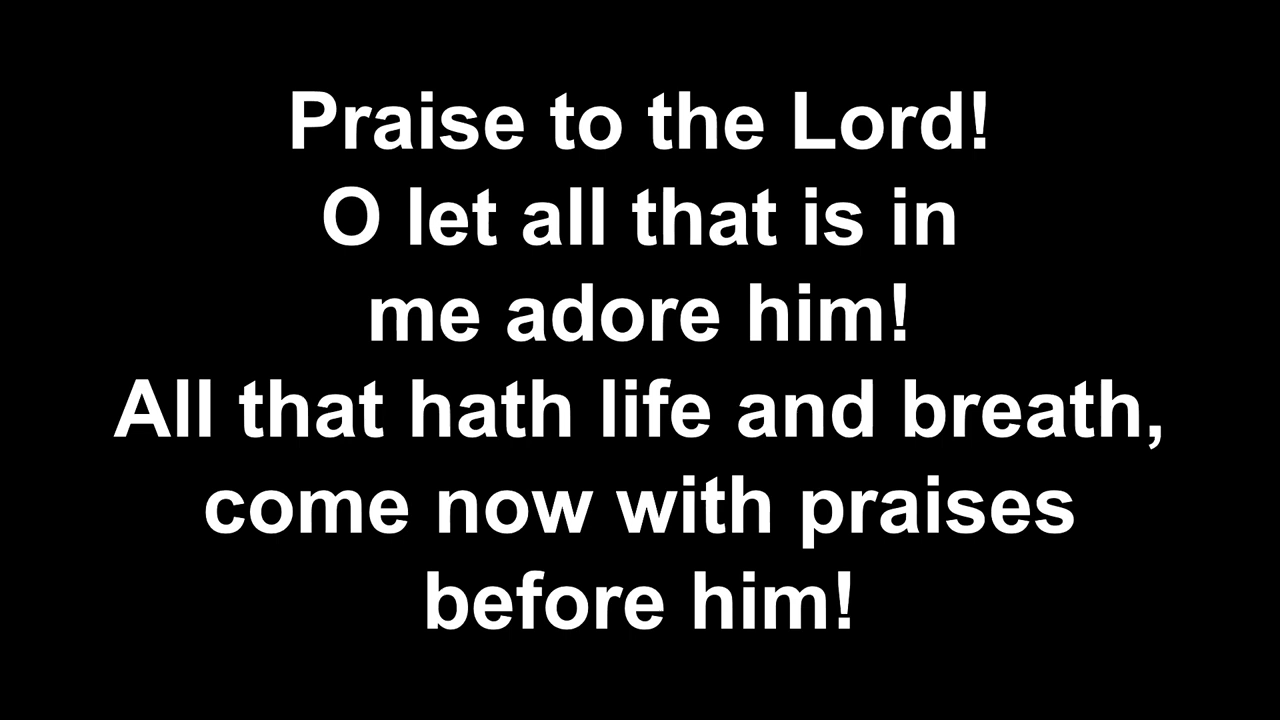 Praise to the Lord!
O let all that is in
me adore him!
All that hath life and breath,
come now with praises
before him!